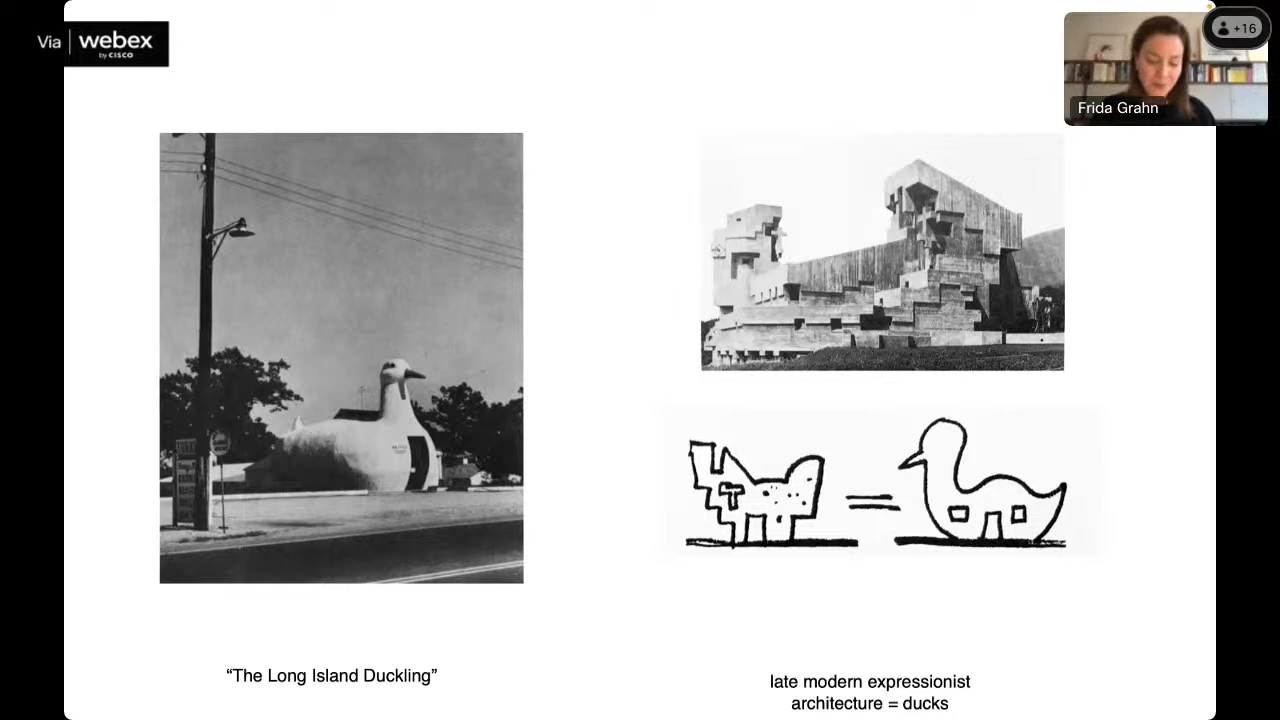 Via webex
by CISCO
+16
Frida Grahn
“The Long Island Duckling”
late modern expressionist
architecture = ducks